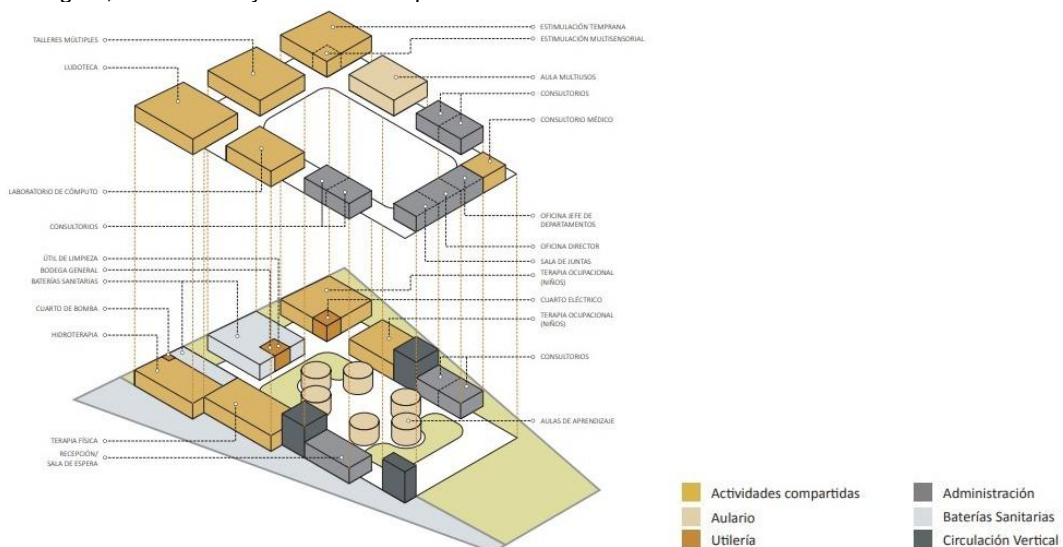 ESTIMULACIÓN TEMPRANA
ESTIMULACIÓN MULTISENSORIAL
TALLERES MÚLTIPLES
LUDOTECA
AULA MULTIUSOS
CONSULTORIOS
CONSULTORIO MÉDICO
LABORATORIO DE CÓMPUTO
CONSULTORIOS
OFICINA JEFE DE
DEPARTAMENTOS
OFICINA DIRECTOR
SALA DE JUNTAS
ÚTIL DE LIMPIEZA
BODEGA GENERAL
BATERÍAS SANITARIAS
CUARTO DE BOMBA
HIDROTERAPIA
TERAPIA OCUPACIONAL
(NIÑOS)
CUARTO ELÉCTRICO
TERAPIA OCUPACIONAL
(NIÑOS)
CONSULTORIOS
AULAS DE APRENDIZAJE
TERAPIA FÍSICA
RECEPCIÓN/
SALA DE ESPERA
Actividades compartidas
Aulario
Utilería
Administración
Baterías Sanitarias
Circulación Vertical